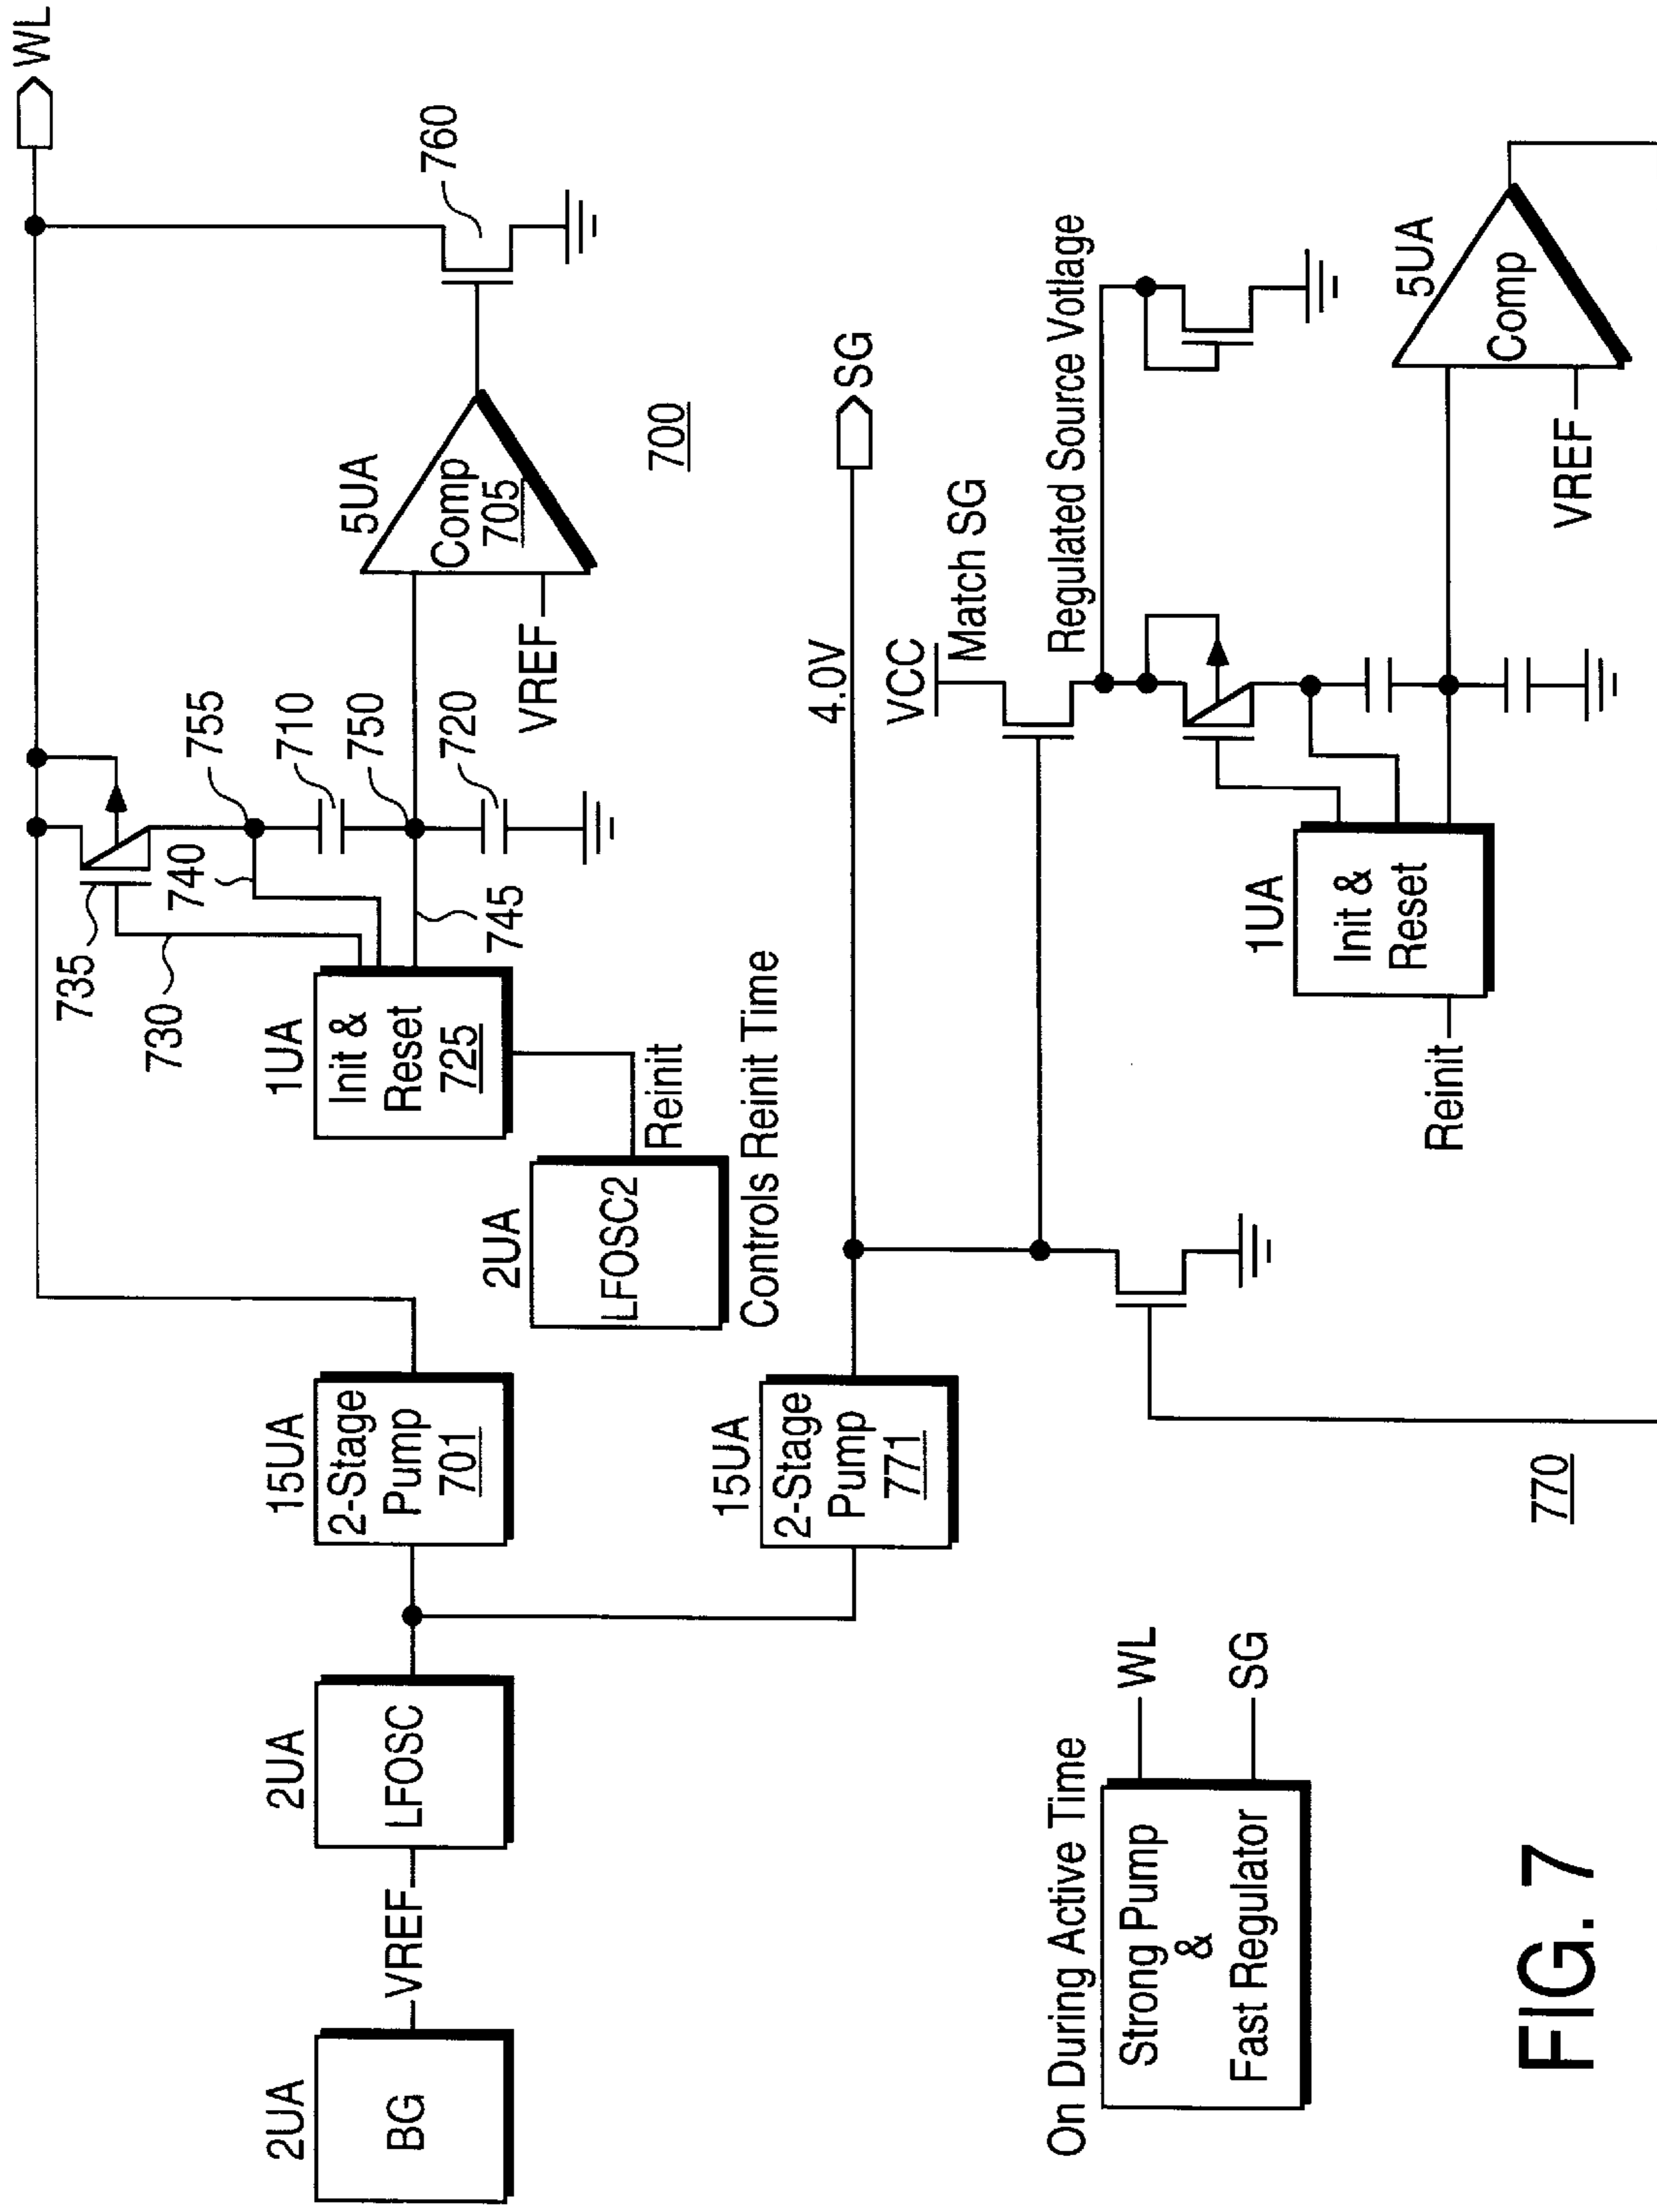 2UA
BG
VREF
2UA
LFOSC
15UA
2-Stage
Pump
701
1UA
Init &
Reset
725
730
735
740
745
755
710
750
720
VREF
5UA
Comp
705
760
WL
700
2UA
LFOSC2
Reinit
Controls Reinit Time
15UA
2-Stage
Pump
771
4.0V
SG
VCC
Match SG
Regulated Source Votlage
1UA
Init &
Reset
Reinit
VREF
5UA
Comp
770
On During Active Time
Strong Pump
&
Fast Regulator
WL
SG
FIG. 7